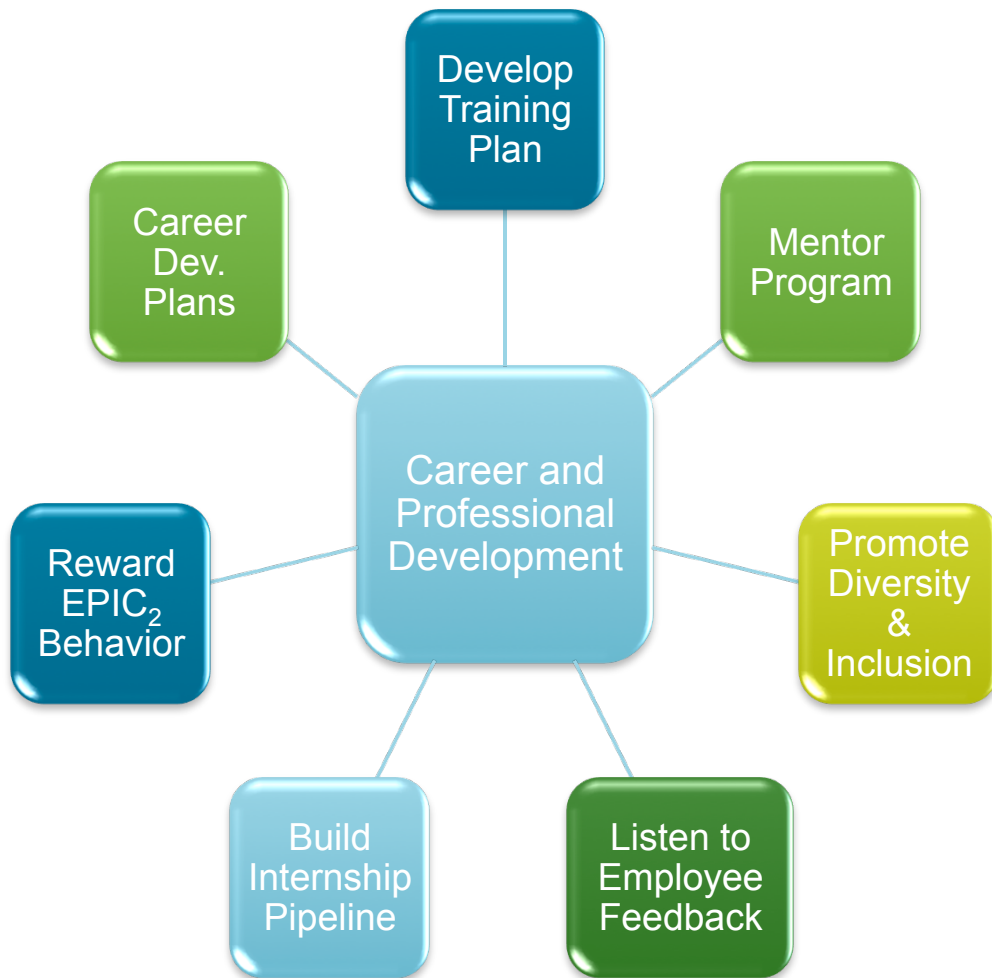 Develop
Training
Plan
Career
Dev.
Plans
Mentor
Program
Career and
Professional
Development
Reward
EPIC₂
Behavior
Promote
Diversity
&
Inclusion
Build
Internship
Pipeline
Listen to
Employee
Feedback